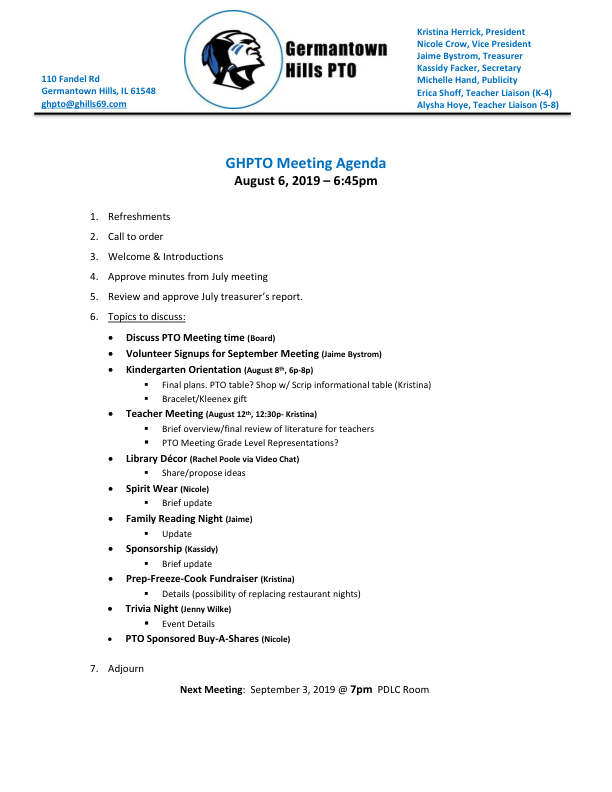 110 Fandel Rd
Germantown Hills, IL 61548
ghpto@ghills69.com
Germantown
Hills PTO
Kristina Herrick, President
Nicole Crow, Vice President
Jaime Bystrom, Treasurer
Kassidy Facker, Secretary
Michelle Hand, Publicity
Erica Shoff, Teacher Liaison (K-4)
Alysha Hoye, Teacher Liaison (5-8)
GHPTO Meeting Agenda
August 6, 2019 – 6:45pm
1. Refreshments
2. Call to order
3. Welcome & Introductions
4. Approve minutes from July meeting
5. Review and approve July treasurer's report.
6. Topics to discuss:
• Discuss PTO Meeting time (Board)
• Volunteer Signups for September Meeting (Jaime Bystrom)
• Kindergarten Orientation (August 8th, 6p-8p)
▪ Final plans. PTO table? Shop w/ Scrip informational table (Kristina)
▪ Bracelet/Kleenex gift
• Teacher Meeting (August 12th, 12:30p- Kristina)
▪ Brief overview/final review of literature for teachers
▪ PTO Meeting Grade Level Representations?
• Library Décor (Rachel Poole via Video Chat)
▪ Share/propose ideas
• Spirit Wear (Nicole)
▪ Brief update
• Family Reading Night (Jaime)
▪ Update
• Sponsorship (Kassidy)
▪ Brief update
• Prep-Freeze-Cook Fundraiser (Kristina)
▪ Details (possibility of replacing restaurant nights)
• Trivia Night (Jenny Wilke)
▪ Event Details
• PTO Sponsored Buy-A-Shares (Nicole)
7. Adjourn
Next Meeting: September 3, 2019 @ 7pm PDLC Room